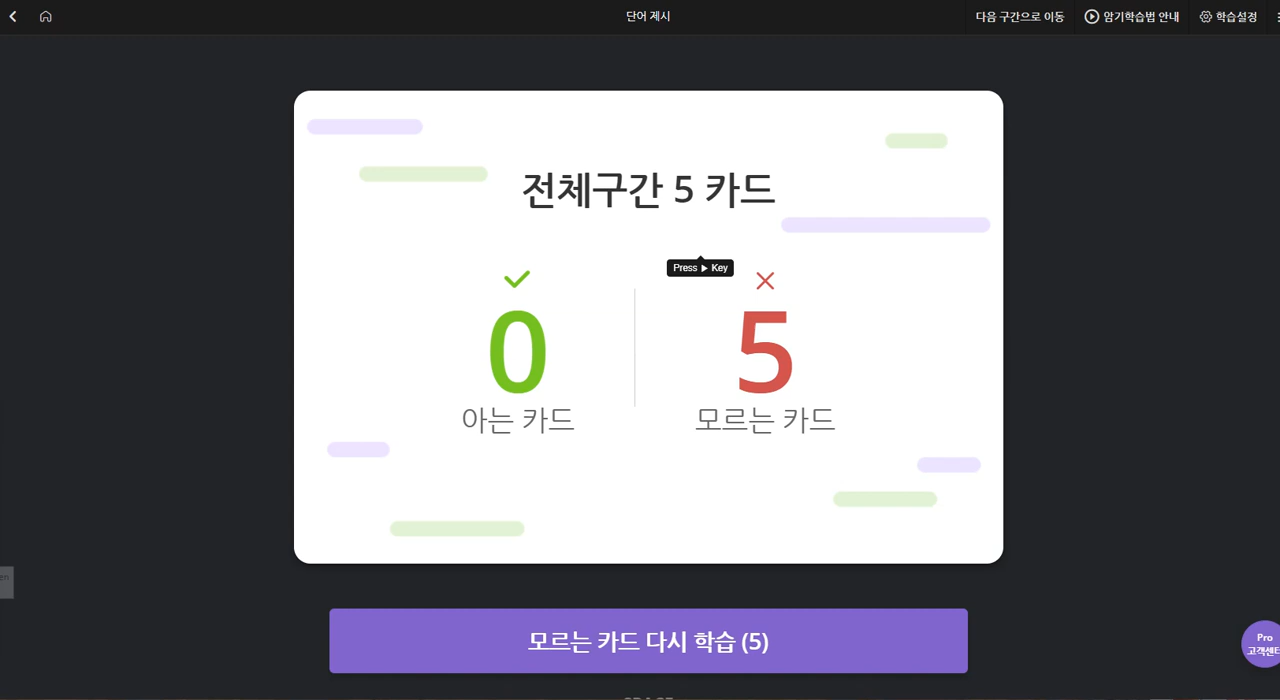 단어 제시
다음 구간으로 이동
암기학습법 안내
학습설정
전체구간 5 카드
Press ▶ Key
0
5
아는 카드
모르는 카드
en
모르는 카드 다시 학습 (5)
Pro
고객센터